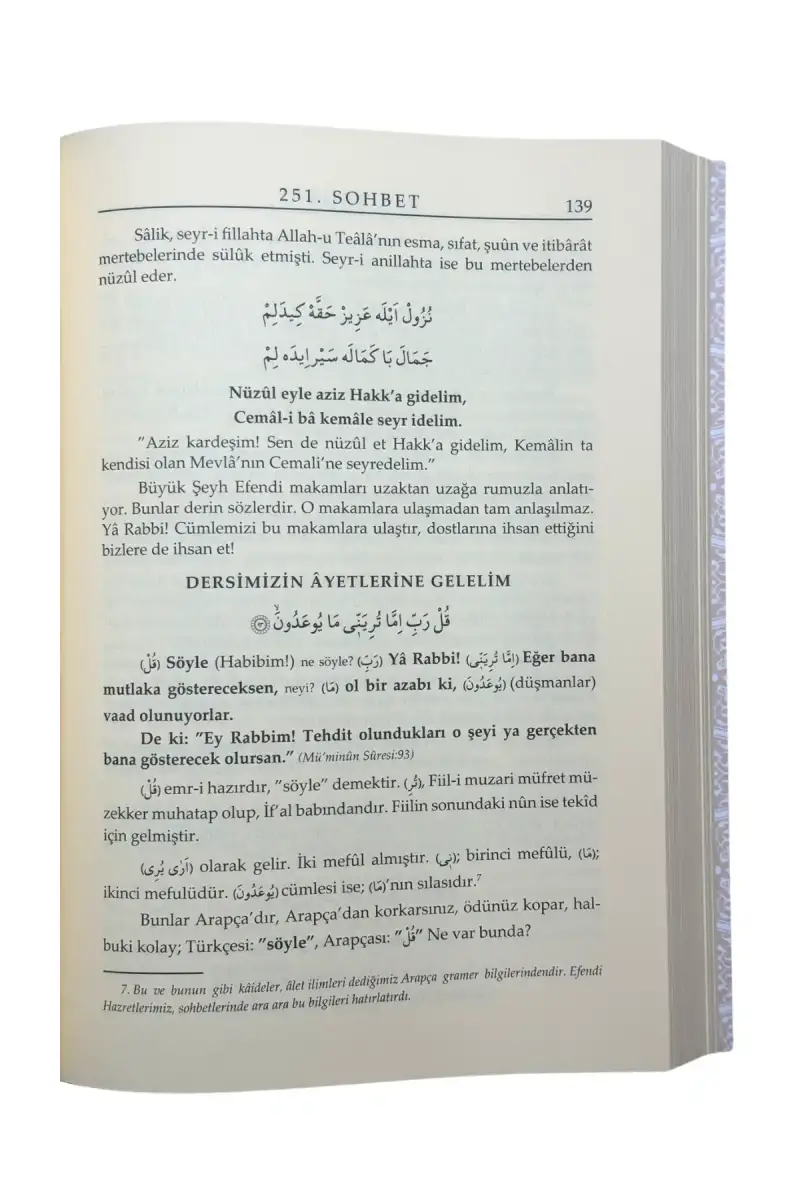 251. SOHBET 139
Sâlik, seyr-i fillahta Allah-u Teâlâ'nın esma, sıfat, şuûn ve itibârât
mertebelerinde sülûk etmişti. Seyr-i anillahta ise bu mertebelerden
nüzûl eder.
نُزُولْ اَيْلَه عَزِيزْ حَقَّهْ كِيدَلِمْ
جَمَالَ بَا كَمَالَه سَيْر اِيدَه لِمْ
Nüzûl eyle aziz Hakk'a gidelim,
Cemâl-i bâ kemâle seyr idelim.
"Aziz kardeşim! Sen de nüzûl et Hakk'a gidelim, Kemâlin ta
kendisi olan Mevlâ'nın Cemali'ne seyredelim."
Büyük Şeyh Efendi makamları uzaktan uzağa rumuzla anlatı-
yor. Bunlar derin sözlerdir. O makamlara ulaşmadan tam anlaşılmaz.
Yâ Rabbi! Cümlemizi bu makamlara ulaştır, dostlarına ihsan ettiğini
bizlere de ihsan et!
DERSİMİZİN ÂYETLERİNE GELELİM
قُلْ رَبِّ اِمَّا تُرِيَنّ۪ي مَا يُوعَدُونَۙ ﴿٩٣﴾
(قُلْ) Söyle (Habibim!) ne söyle? (رَبِّ) Yâ Rabbi! (اِمَّا تُرِيَنّ۪ي) Eğer bana
mutlaka göstereceksen, neyi? (مَا) ol bir azabı ki, (يُوعَدُونَ) (düşmanlar)
vaad olunuyorlar.
De ki: "Ey Rabbim! Tehdit olundukları o şeyi ya gerçekten
bana gösterecek olursan." (Mü'minûn Sûresi:93)
(قُلْ) emr-i hazırdır, "söyle" demektir. (تُرِ), Fiil-i muzari müfret mü-
zekker muhatap olup, İf'al babındandır. Fiilin sonundaki nûn ise tekîd
için gelmiştir.
(اَرٰى يُرِى) olarak gelir. İki mefûl almıştır. (ن۪ي); birinci mefûlü, (مَا);
ikinci mefulüdür. (يُوعَدُونَ) cümlesi ise; (مَا)'nın sılasıdır.7
Bunlar Arapça'dır, Arapça'dan korkarsınız, ödünüz kopar, hal-
buki kolay; Türkçesi: "söyle", Arapçası: "قُلْ" Ne var bunda?
7. Bu ve bunun gibi kâideler, âlet ilimleri dediğimiz Arapça gramer bilgilerindendir. Efendi
Hazretlerimiz, sohbetlerinde ara ara bu bilgileri hatırlatırdı.